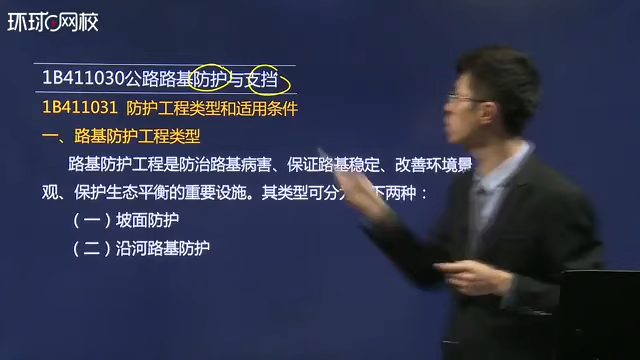 环球网校
1B411030公路路基防护与支挡
1B411031 防护工程类型和适用条件
一、路基防护工程类型
路基防护工程是防治路基病害、保证路基稳定、改善环境景
观、保护生态平衡的重要设施。其类型可分为下两种：
（一）坡面防护
（二）沿河路基防护